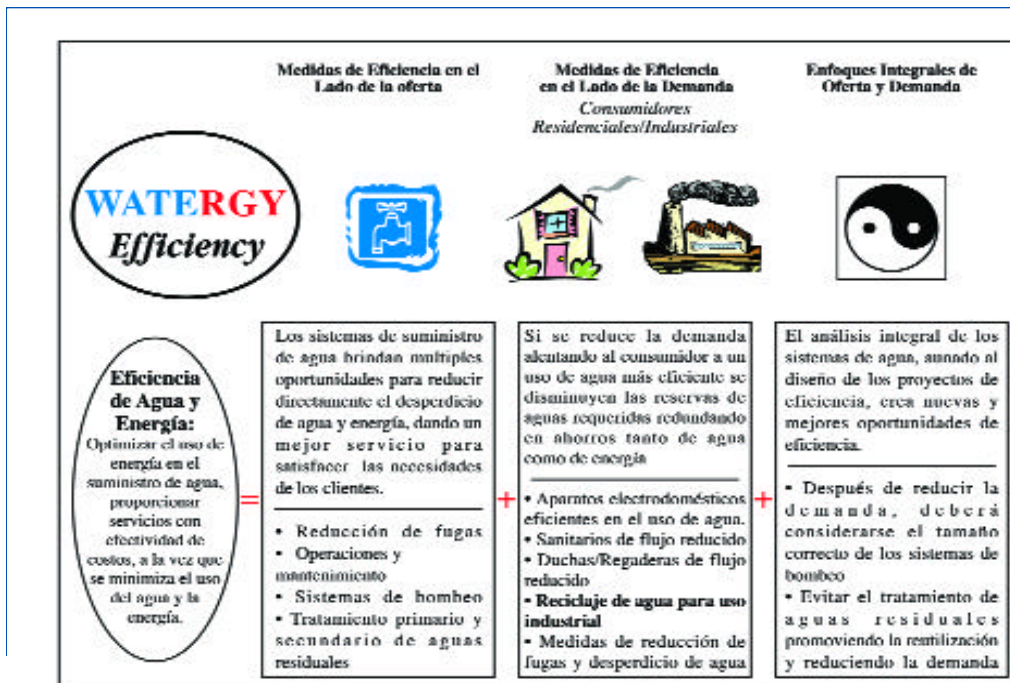 Medidas de Eficiencia en el
Lado de la oferta
Medidas de Eficiencia
en el Lado de la Demanda
Consumidores
Residenciales/Industriales
Enfoques Integrales de
Oferta y Demanda
WATERGY
Efficiency
Eficiencia
de Agua y
Energía:
Optimizar el uso de
energía en el
suministro de agua,
proporcionar
servicios con
efectividad de
costos, a la vez que
se minimiza el uso
del agua y la
energía.
=
Los sistemas de suministro
de agua brindan multiples
oportunidades para reducir
directamente el desperdicio
de agua y energía, dando un
mejor servicio para
satisfacer las necesidades
de los clientes.
• Reducción de fugas
• Operaciones y
mantenimiento
• Sistemas de bombeo
• Tratamiento primario y
secundario de aguas
residuales
+
Si se reduce la demanda
alentando al consumidor a un
uso de agua más eficiente se
disminuyen las reservas de
aguas requeridas redundando
en ahorros tanto de agua
como de energía
• Aparatos electrodomésticos
eficientes en el uso de agua.
• Sanitarios de flujo reducido
• Duchas/Regaderas de flujo
reducido
• Reciclaje de agua para uso
industrial
• Medidas de reducción de
fugas y desperdicio de agua
+
El análisis integral de los
sistemas de agua, aunado al
diseño de los proyectos de
eficiencia, crea nuevas y
mejores oportunidades de
eficiencia.
• Después de reducir la
demanda, deberá
considerarse el tamaño
correcto de los sistemas de
bombeo
• Evitar el tratamiento de
aguas residuales
promoviendo la reutilización
y reduciendo la demanda